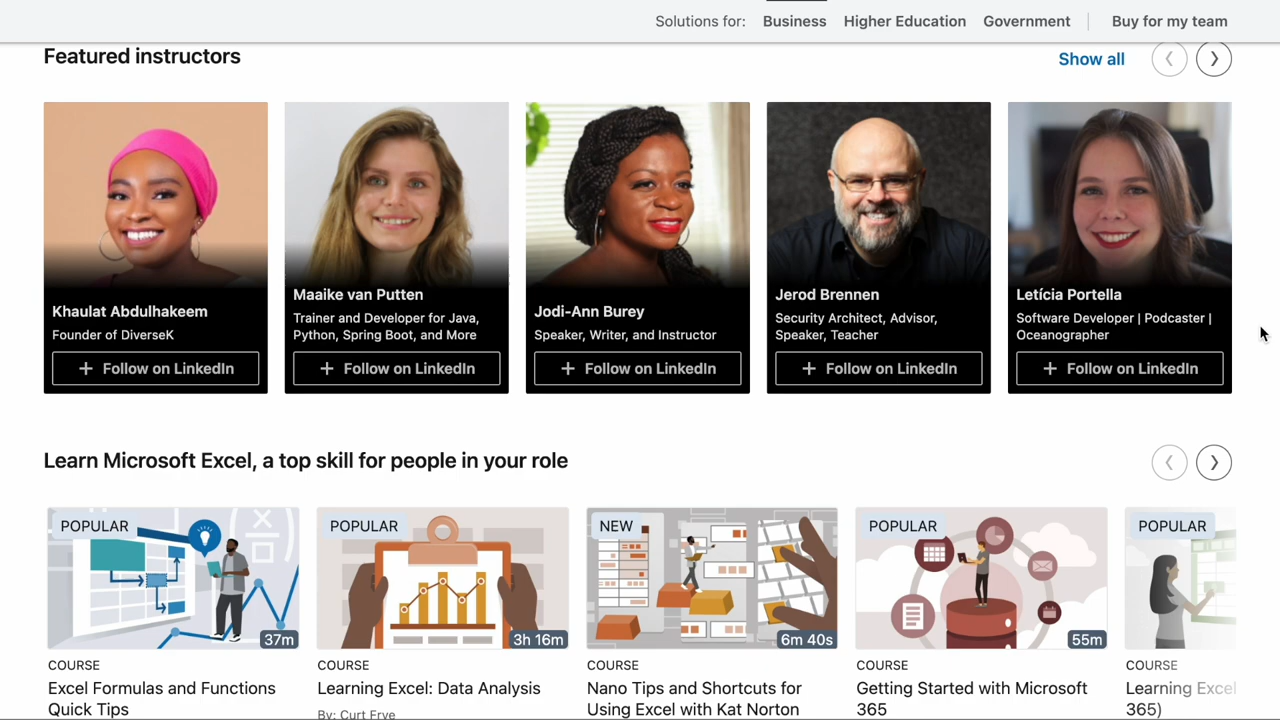 Solutions for: Business Higher Education Government Buy for my team
Featured instructors
Show all
Khaulat Abdulhakeem
Founder of DiverseK
+ Follow on LinkedIn
Maaike van Putten
Trainer and Developer for Java,
Python, Spring Boot, and More
+ Follow on LinkedIn
Jodi-Ann Burey
Speaker, Writer, and Instructor
+ Follow on LinkedIn
Jerod Brennen
Security Architect, Advisor,
Speaker, Teacher
+ Follow on LinkedIn
Letícia Portella
Software Developer | Podcaster |
Oceanographer
+ Follow on LinkedIn
Learn Microsoft Excel, a top skill for people in your role
POPULAR
37m
COURSE
Excel Formulas and Functions
Quick Tips
POPULAR
3h 16m
COURSE
Learning Excel: Data Analysis
By: Curt Frye
NEW
6m 40s
COURSE
Nano Tips and Shortcuts for
Using Excel with Kat Norton
POPULAR
55m
COURSE
Getting Started with Microsoft
365
POPULAR
COURSE
Learning Excel
365)